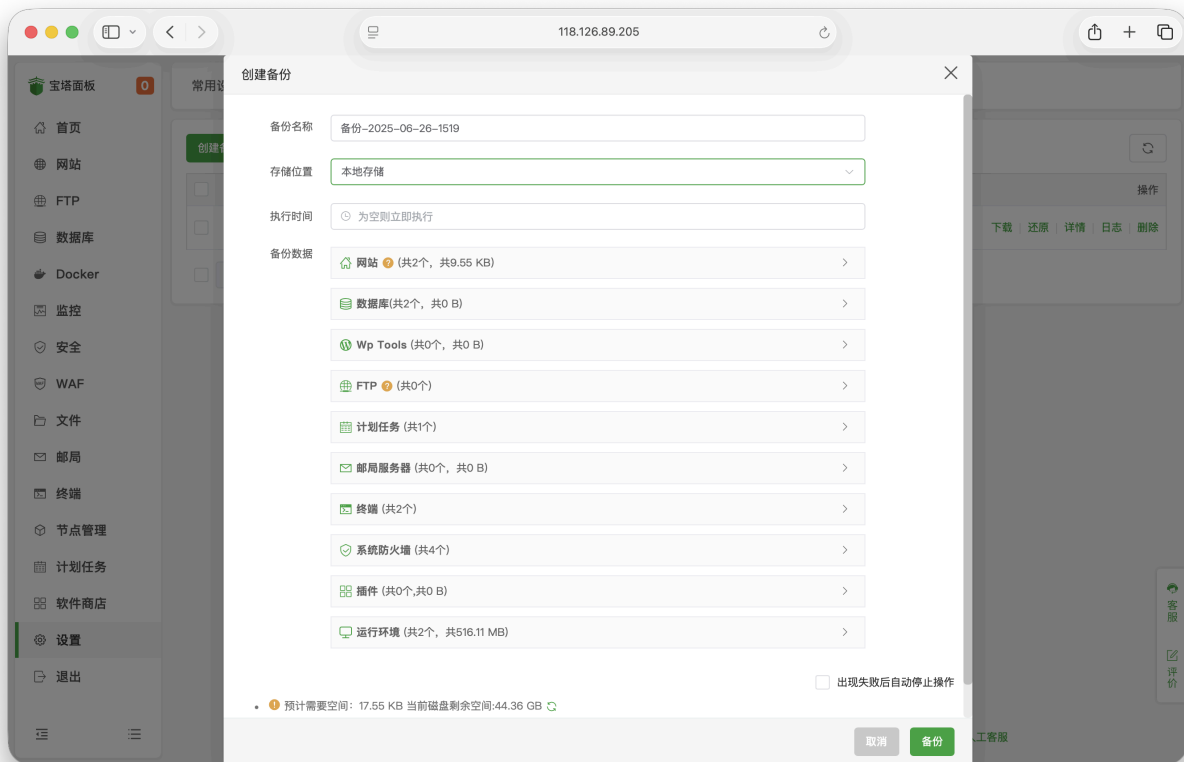 118.126.89.205
宝塔面板
0
常用设
首页
网站
FTP
数据库
Docker
监控
安全
WAF
文件
邮局
终端
节点管理
计划任务
软件商店
设置
退出
创建备
操作
下载 还原 详情 日志 删除
创建备份
备份名称 备份-2025-06-26-1519
存储位置 本地存储
执行时间 为空则立即执行
备份数据
网站 (共2个，共9.55 KB)
数据库(共2个，共0 B)
Wp Tools (共0个，共0 B)
FTP (共0个)
计划任务 (共1个)
邮局服务器 (共0个，共0 B)
终端 (共2个)
系统防火墙 (共4个)
插件 (共0个,共0 B)
运行环境 (共2个，共516.11 MB)
出现失败后自动停止操作
预计需要空间：17.55 KB 当前磁盘剩余空间:44.36 GB
取消 备份
工客服
客服
评价